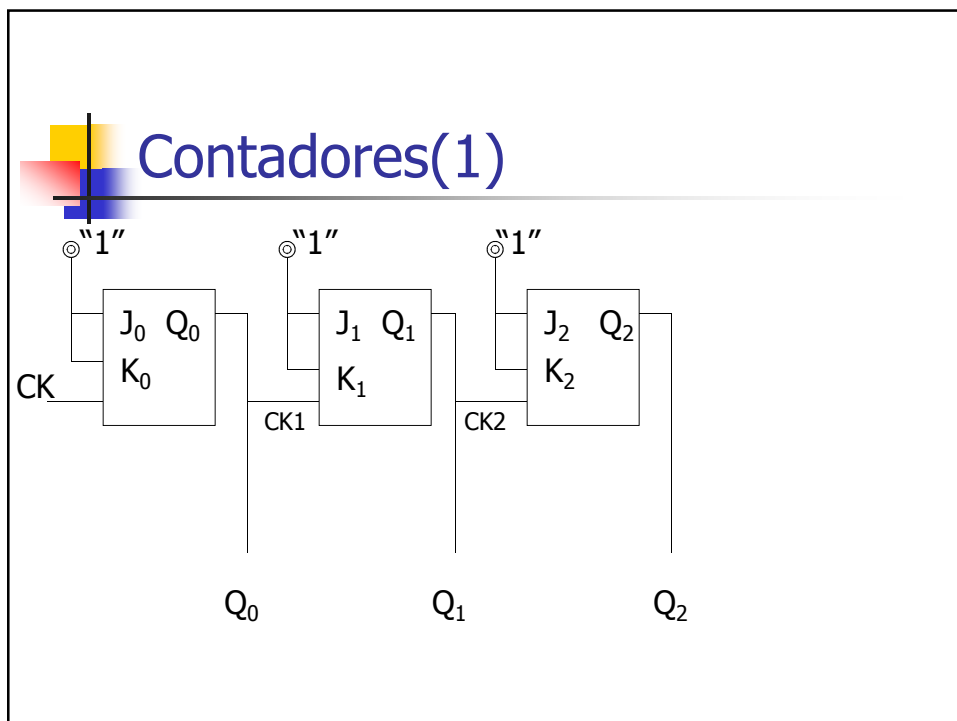 Contadores(1)
“1” “1” “1”
J0 Q0 J1 Q1 J2 Q2
K0 K1 K2
CK
CK1 CK2
Q0 Q1 Q2